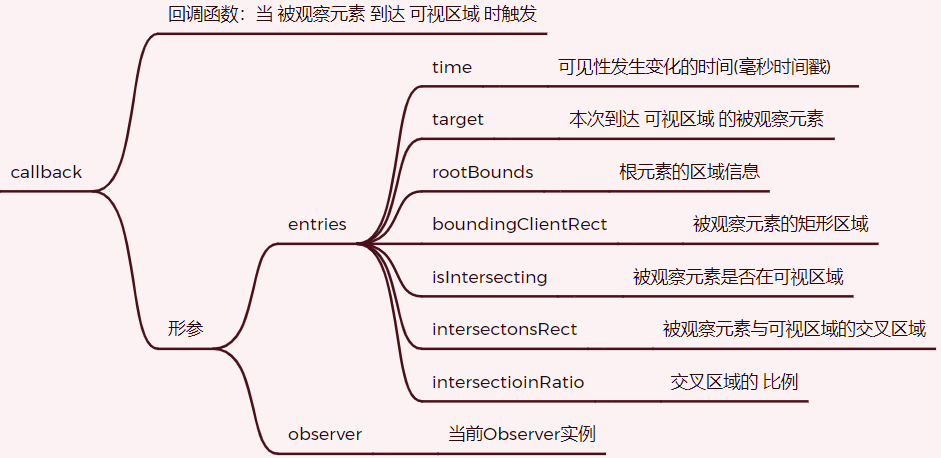 回调函数：当 被观察元素 到达 可视区域 时触发
time 可见性发生变化的时间(毫秒时间戳)
target 本次到达 可视区域 的被观察元素
callback
rootBounds 根元素的区域信息
entries
boundingClientRect 被观察元素的矩形区域
isIntersecting 被观察元素是否在可视区域
形参
intersectonsRect 被观察元素与可视区域的交叉区域
intersectioinRatio 交叉区域的 比例
observer 当前Observer实例